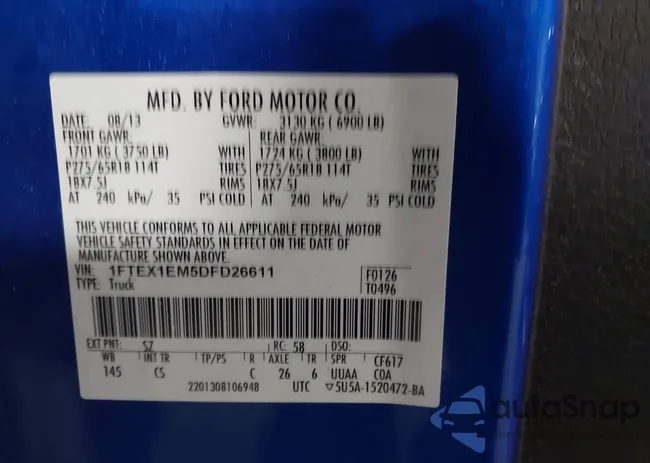 MFD. BY FORD MOTOR CO.
DATE: 08/13 GVWR: 3130 KG (6900 LB)
FRONT GAWR: REAR GAWR:
1701 KG (3750 LB) WITH 1724 KG (3800 LB) WITH
P275/65R18 114T TIRES P275/65R18 114T TIRES
18X7.5J RIMS 18X7.5J RIMS
AT 240 kPa/ 35 PSI COLD AT 240 kPa/ 35 PSI COLD
THIS VEHICLE CONFORMS TO ALL APPLICABLE FEDERAL MOTOR
VEHICLE SAFETY STANDARDS IN EFFECT ON THE DATE OF
MANUFACTURE SHOWN ABOVE.
VIN: 1FTEX1EM5DFD26611 F0126
TYPE: Truck T0496
EXT PNT: SZ RC: 58 DSO:
WB INT TR TP/PS R AXLE TR SPR CF617
145 CS C 26 6 UUAA COA
2201308106948 UTC ▽5U5A-1520472-BA
autoSnap